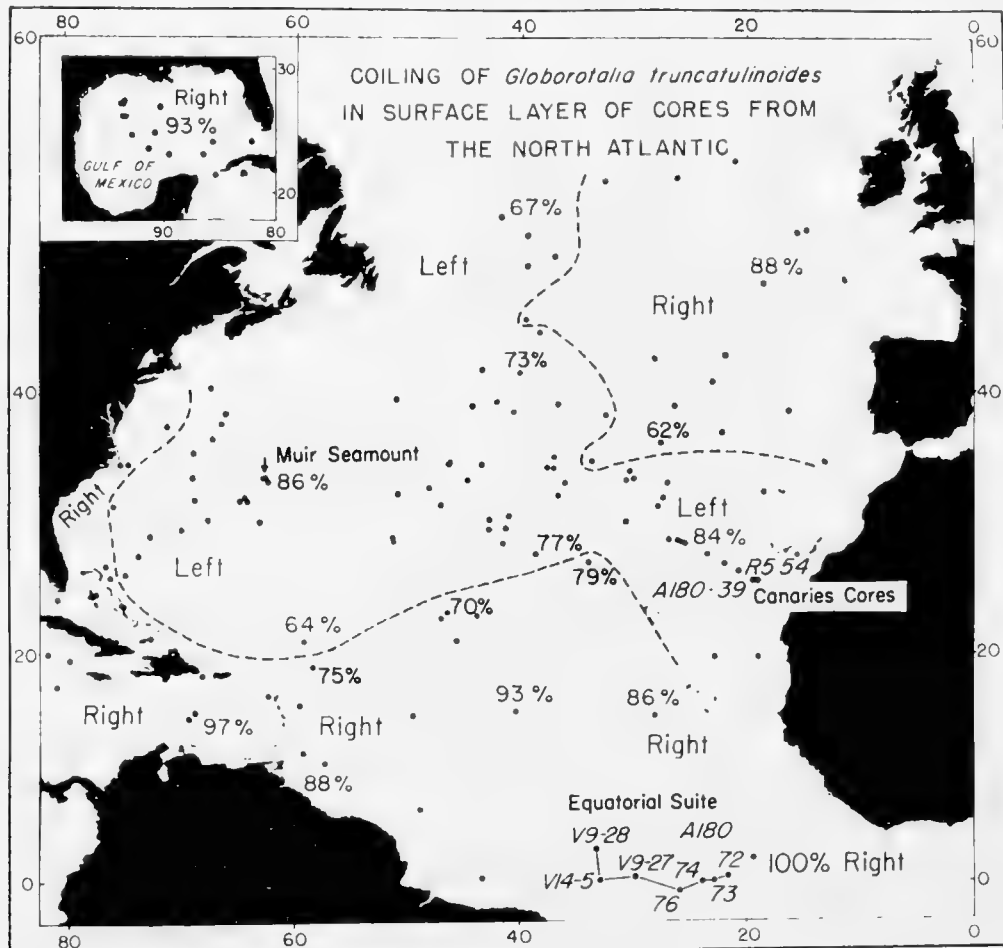 80
60
40
20
0
60
60
30
20
90
80
Right
93%
GULF OF
MEXICO
COILING OF Globorotalia truncatulinoides
IN SURFACE LAYER OF CORES FROM
THE NORTH ATLANTIC
67%
Left
88%
Right
73%
40
40
62%
Muir Seamount
86%
Right
Left
Left
84%
77%
79%
R5 54
A180-39
Canaries Cores
70%
64%
75%
20
20
93%
86%
Right
97%
Right
Right
88%
Equatorial Suite
V9-28
A180
V9-27
74
72
100% Right
V14-5
76
73
0
0
80
60
40
20
0